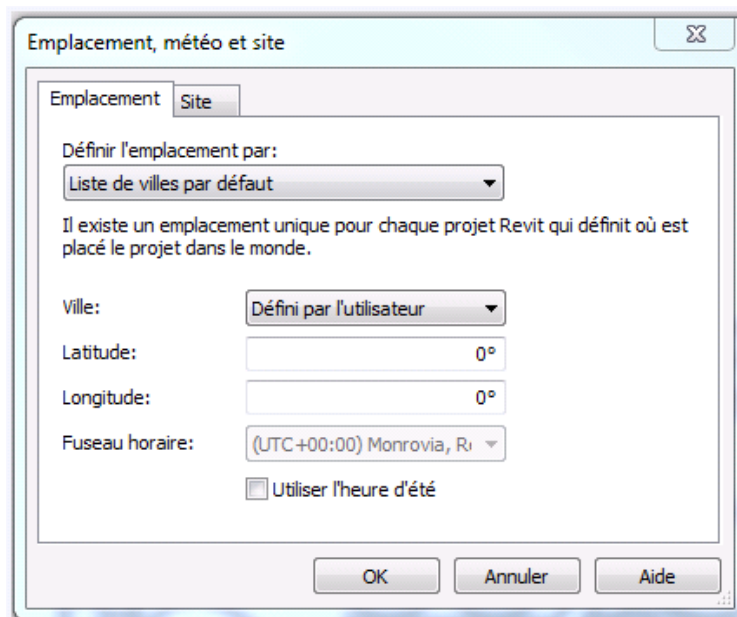 Emplacement, météo et site
Emplacement
Site
Définir l'emplacement par:
Liste de villes par défaut
Il existe un emplacement unique pour chaque projet Revit qui définit où est
placé le projet dans le monde.
Ville:
Défini par l'utilisateur
Latitude:
0°
Longitude:
0°
Fuseau horaire:
(UTC+00:00) Monrovia,
Utiliser l'heure d'été
OK
Annuler
Aide